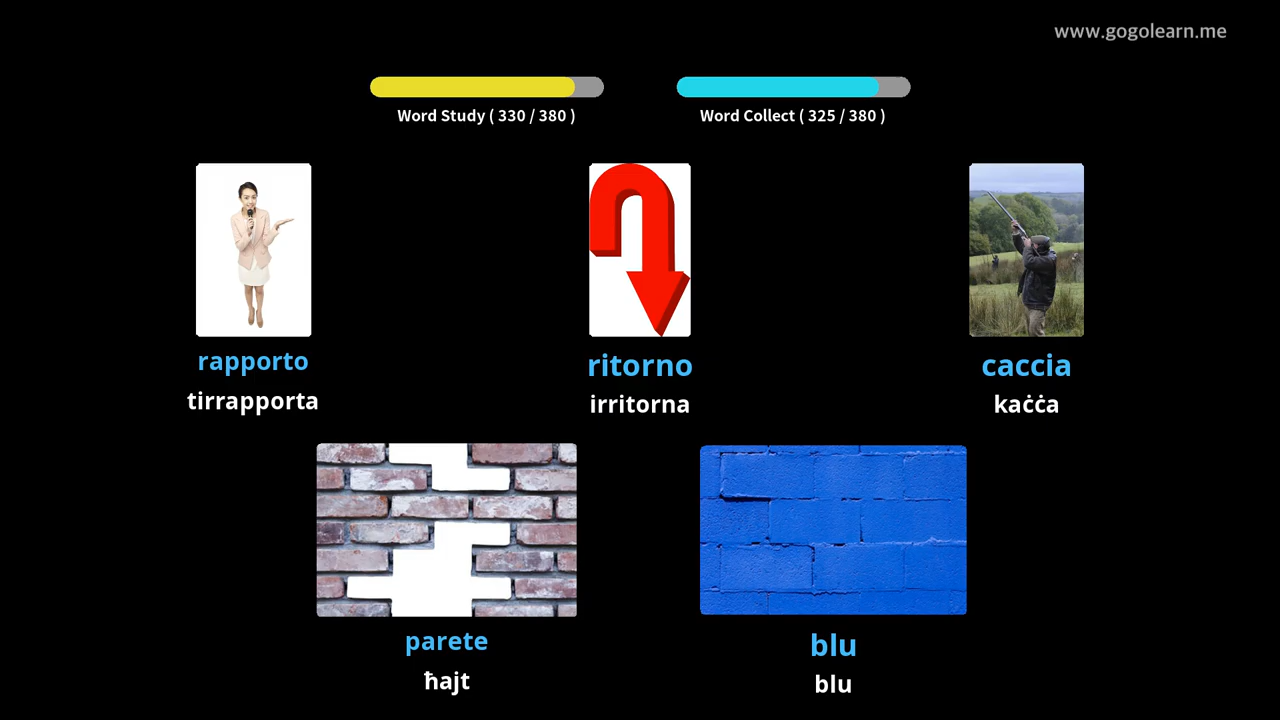 www.gogolearn.me
Word Study ( 330 / 380 )
Word Collect ( 325 / 380 )
rapporto
tirrapporta
ritorno
irritorna
caccia
kaċċa
parete
ħajt
blu
blu